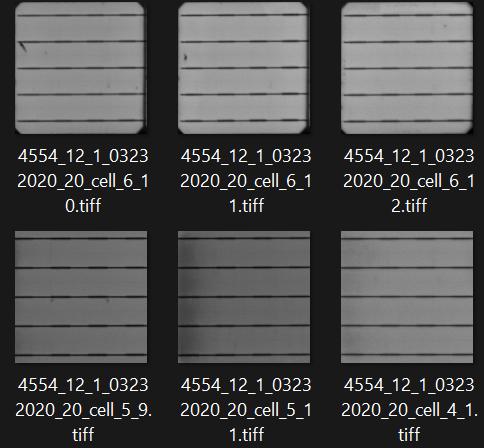 4554_12_1_0323 4554_12_1_0323 4554_12_1_0323
2020_20_cell_6_1 2020_20_cell_6_1 2020_20_cell_6_1
0.tiff 1.tiff 2.tiff
4554_12_1_0323 4554_12_1_0323 4554_12_1_0323
2020_20_cell_5_9. 2020_20_cell_5_1 2020_20_cell_4_1.
tiff 1.tiff tiff